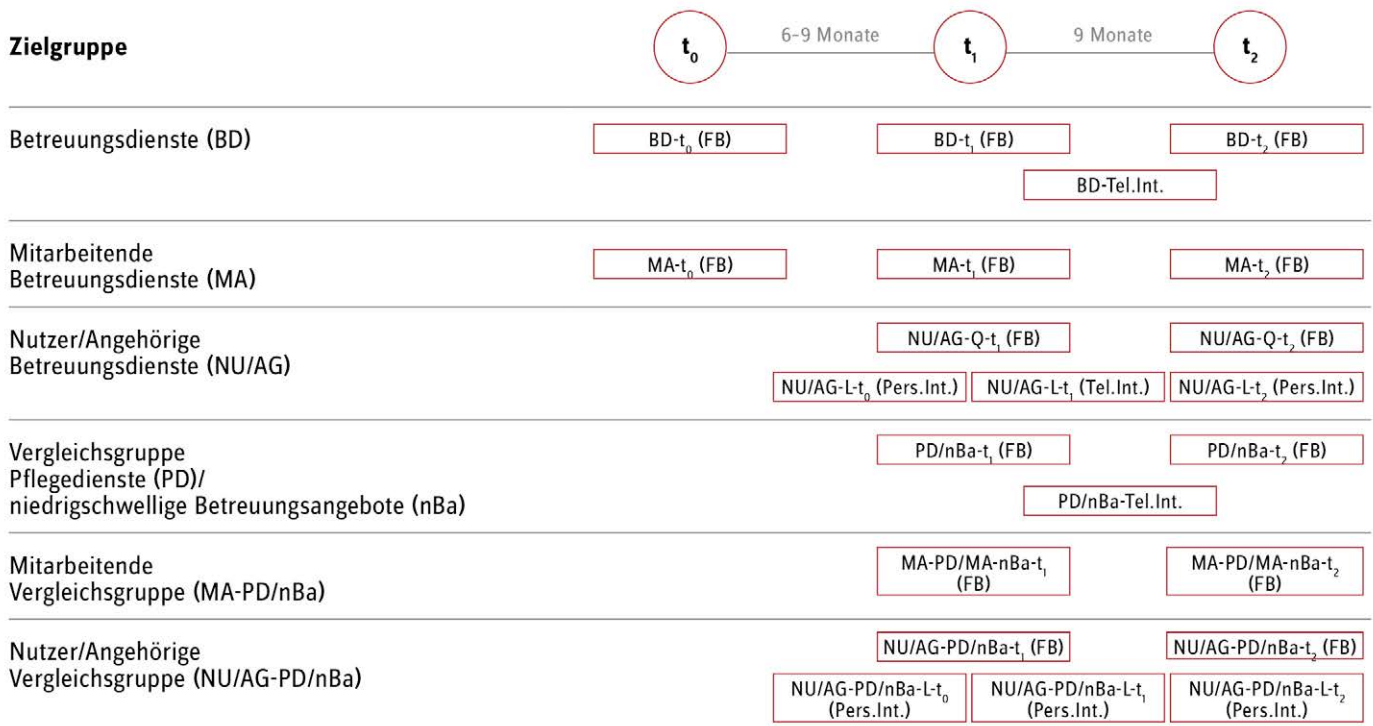 Zielgruppe
t₀
6-9 Monate
t₁
9 Monate
t₂
Betreuungsdienste (BD)
BD-t₀ (FB)
BD-t₁ (FB)
BD-t₂ (FB)
BD-Tel.Int.
Mitarbeitende
Betreuungsdienste (MA)
MA-t₀ (FB)
MA-t₁ (FB)
MA-t₂ (FB)
Nutzer/Angehörige
Betreuungsdienste (NU/AG)
NU/AG-Q-t₁ (FB)
NU/AG-Q-t₂ (FB)
NU/AG-L-t₀ (Pers.Int.)
NU/AG-L-t₁ (Tel.Int.)
NU/AG-L-t₂ (Pers.Int.)
Vergleichsgruppe
Pflegedienste (PD)/
niedrigschwellige Betreuungsangebote (nBa)
PD/nBa-t₁ (FB)
PD/nBa-t₂ (FB)
PD/nBa-Tel.Int.
Mitarbeitende
Vergleichsgruppe (MA-PD/nBa)
MA-PD/MA-nBa-t₁
(FB)
MA-PD/MA-nBa-t₂
(FB)
Nutzer/Angehörige
Vergleichsgruppe (NU/AG-PD/nBa)
NU/AG-PD/nBa-t₁ (FB)
NU/AG-PD/nBa-t₂ (FB)
NU/AG-PD/nBa-L-t₀
(Pers.Int.)
NU/AG-PD/nBa-L-t₁
(Pers.Int.)
NU/AG-PD/nBa-L-t₂
(Pers.Int.)